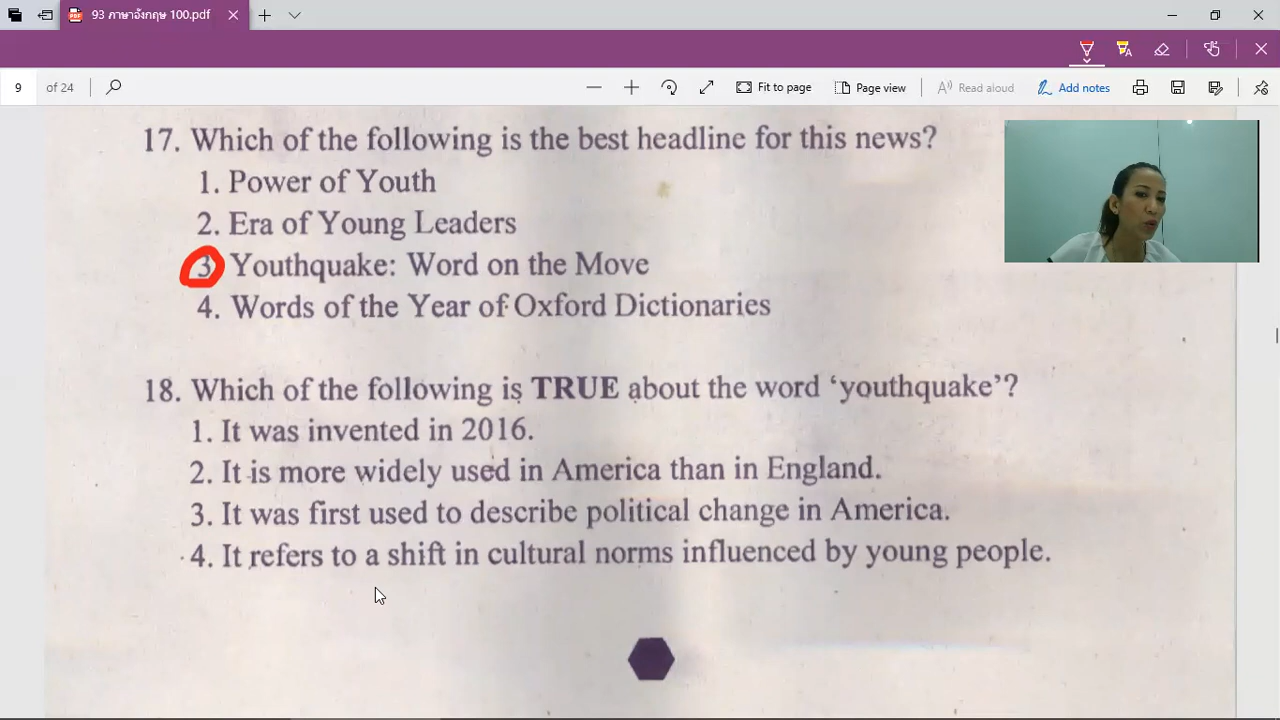 93 ภาษาอังกฤษ 100.pdf
9 of 24 Fit to page Page view Read aloud Add notes
17. Which of the following is the best headline for this news?
1. Power of Youth
2. Era of Young Leaders
3 Youthquake: Word on the Move
4. Words of the Year of Oxford Dictionaries
18. Which of the following is TRUE about the word ‘youthquake’?
1. It was invented in 2016.
2. It is more widely used in America than in England.
3. It was first used to describe political change in America.
4. It refers to a shift in cultural norms influenced by young people.